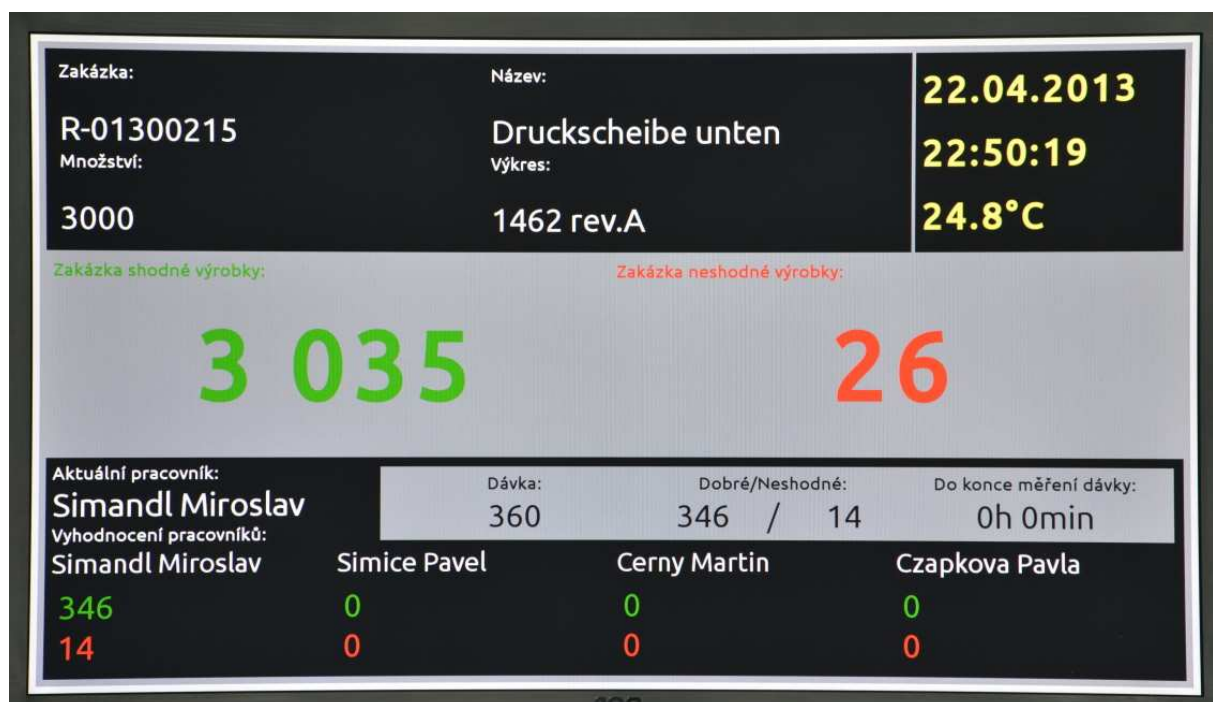 Zakázka:
Název:
22.04.2013
R-01300215
Druckscheibe unten
22:50:19
Množství:
Výkres:
3000
1462 rev.A
24.8°C
Zakázka shodné výrobky:
Zakázka neshodné výrobky:
3 035
26
Aktuální pracovník:
Simandl Miroslav
Dávka:
Dobré/Neshodné:
Do konce měření dávky:
360
346 / 14
0h 0min
Vyhodnocení pracovníků:
Simandl Miroslav
Simice Pavel
Cerny Martin
Czapkova Pavla
346
0
0
0
14
0
0
0